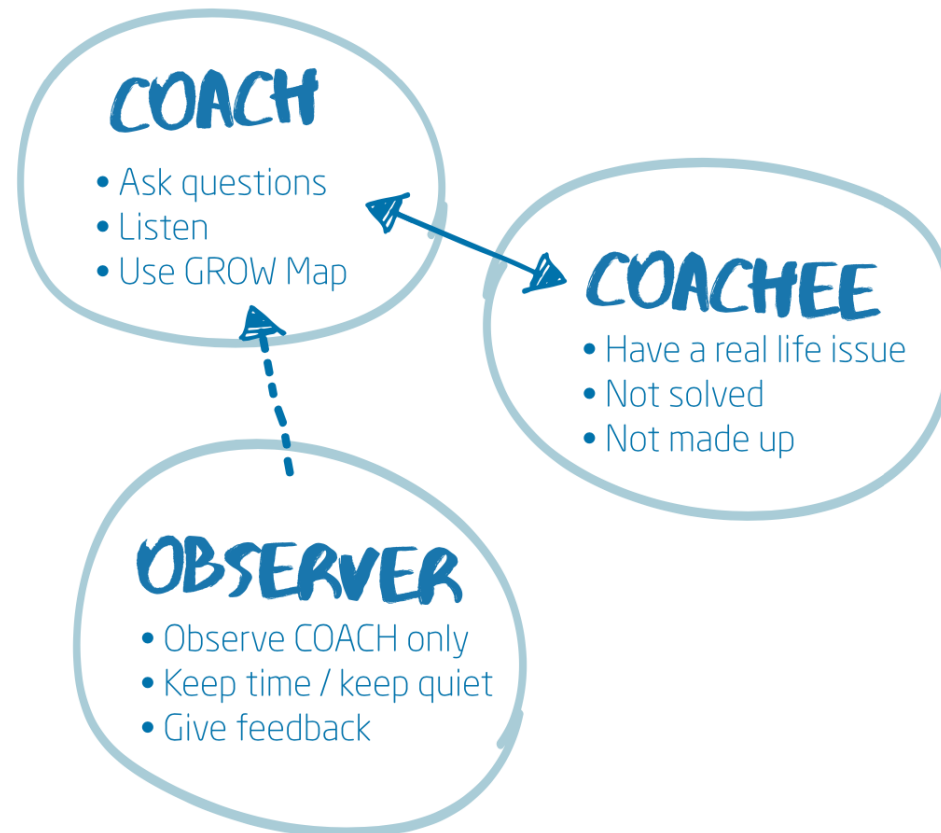 COACH
• Ask questions
• Listen
• Use GROW Map
COACHEE
• Have a real life issue
• Not solved
• Not made up
OBSERVER
• Observe COACH only
• Keep time / keep quiet
• Give feedback